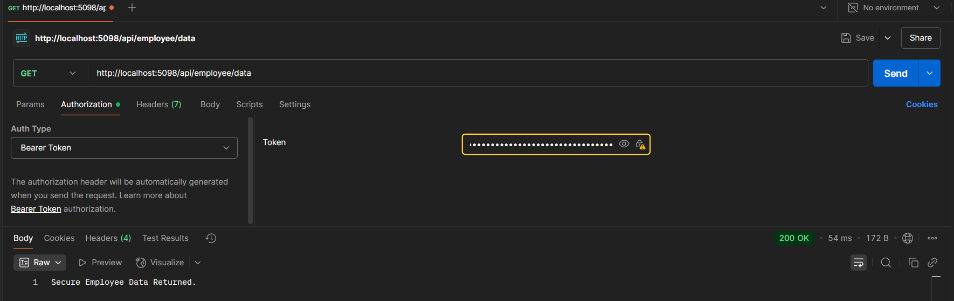 GET http://localhost:5098/ap
No environment
HTTP http://localhost:5098/api/employee/data
Save Share
GET http://localhost:5098/api/employee/data Send
Params Authorization Headers (7) Body Scripts Settings Cookies
Auth Type
Bearer Token
Token
The authorization header will be automatically generated
when you send the request. Learn more about
Bearer Token authorization.
Body Cookies Headers (4) Test Results 200 OK 54 ms 172 B
Raw Preview Visualize
1 Secure Employee Data Returned.